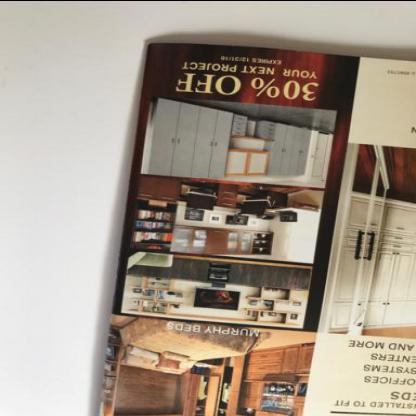 STALLED TO FIT
EDS
OFFICES
SYSTEMS
ENTERS
AND MORE
MURPHY BEDS
30% OFF
YOUR NEXT PROJECT
EXPIRES 12/31/18